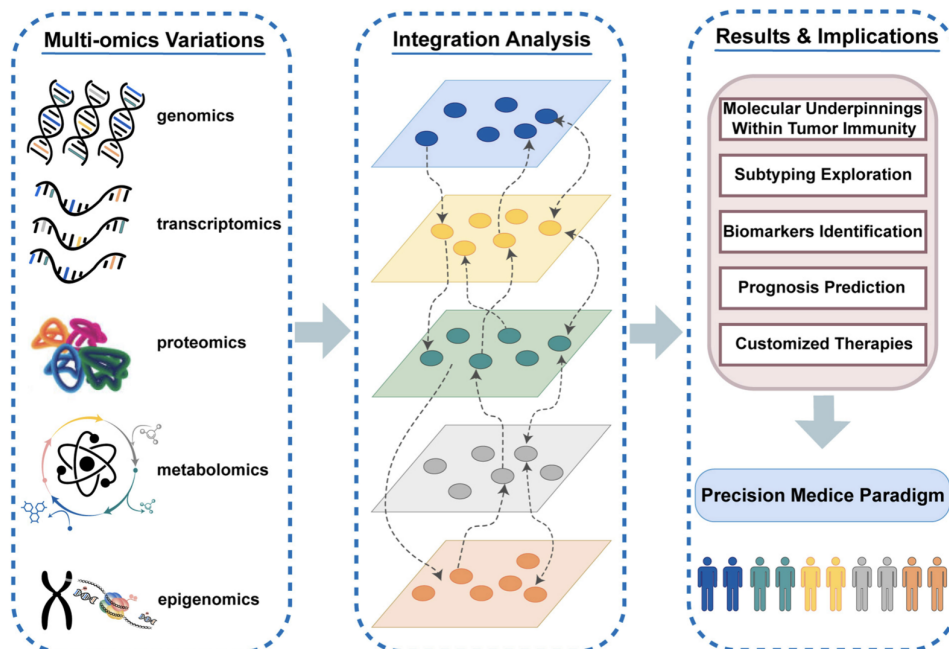 Multi-omics Variations
genomics
transcriptomics
proteomics
metabolomics
epigenomics
Integration Analysis
Results & Implications
Molecular Underpinnings
Within Tumor Immunity
Subtyping Exploration
Biomarkers Identification
Prognosis Prediction
Customized Therapies
Precision Medice Paradigm